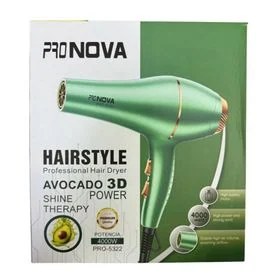 PRONOVA
PRONOVA
HAIRSTYLE
Professional Hair Dryer
AVOCADO 3D
POWER
SHINE
THERAPY
4000
POTENCIA
4000W
PRO-5322